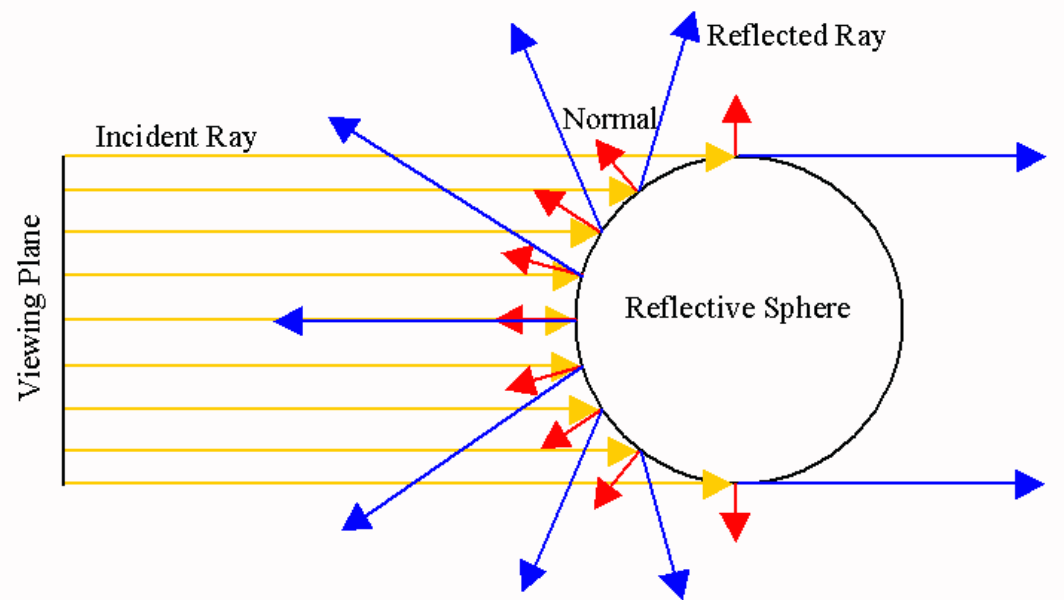 Reflected Ray
Normal
Incident Ray
Viewing Plane
Reflective Sphere